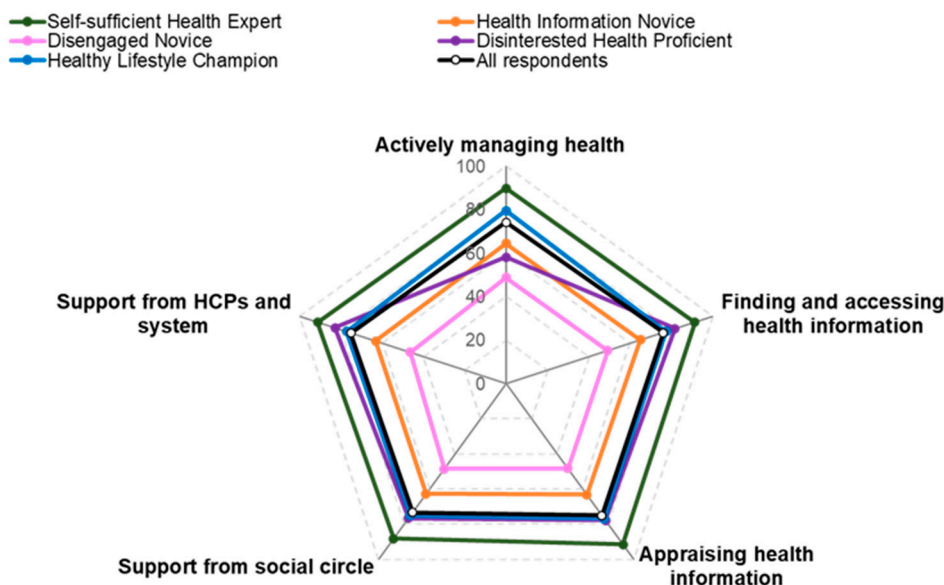 Self-sufficient Health Expert
Health Information Novice
Disengaged Novice
Disinterested Health Proficient
Healthy Lifestyle Champion
All respondents
Actively managing health
100
80
60
40
20
0
Support from HCPs and
system
Finding and accessing
health information
Support from social circle
Appraising health
information